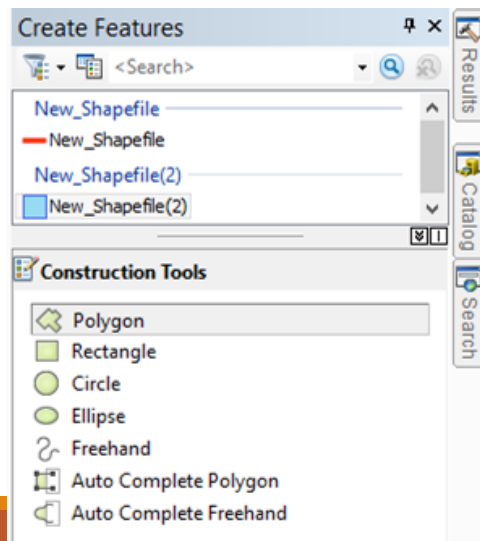 Create Features
<Search>
New_Shapefile
New_Shapefile
New_Shapefile(2)
New_Shapefile(2)
Construction Tools
Polygon
Rectangle
Circle
Ellipse
Freehand
Auto Complete Polygon
Auto Complete Freehand
Results
Catalog
Search